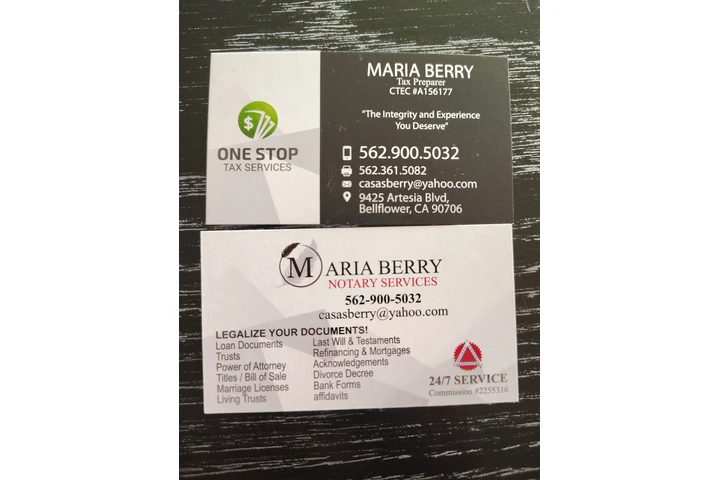 MARIA BERRY
Tax Preparer
CTEC #A156177
"The Integrity and Experience
You Deserve"
$
ONE STOP
TAX SERVICES
562.900.5032
562.361.5082
casasberry@yahoo.com
9425 Artesia Blvd,
Bellflower, CA 90706
MARIA BERRY
NOTARY SERVICES
562-900-5032
casasberry@yahoo.com
LEGALIZE YOUR DOCUMENTS!
Loan Documents
Trusts
Power of Attorney
Titles / Bill of Sale
Marriage Licenses
Living Trusts
Last Will & Testaments
Refinancing & Mortgages
Acknowledgements
Divorce Decree
Bank Forms
affidavits
24/7 SERVICE
Commission #2255316